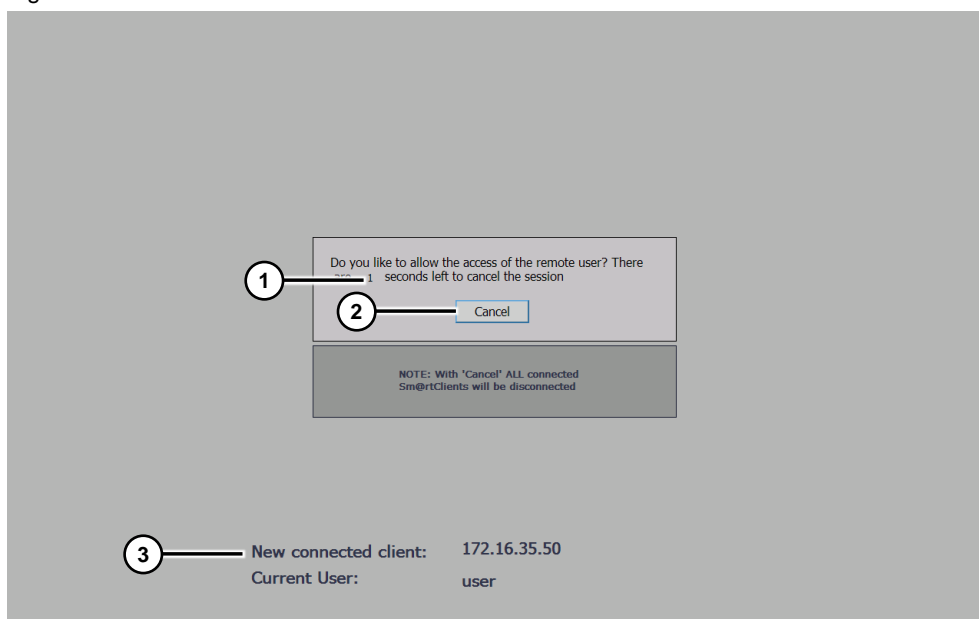 Do you like to allow the access of the remote user? There
1 seconds left to cancel the session
1
2
Cancel
NOTE: With 'Cancel' ALL connected
Sm@rtClients will be disconnected
3
New connected client: 172.16.35.50
Current User: user